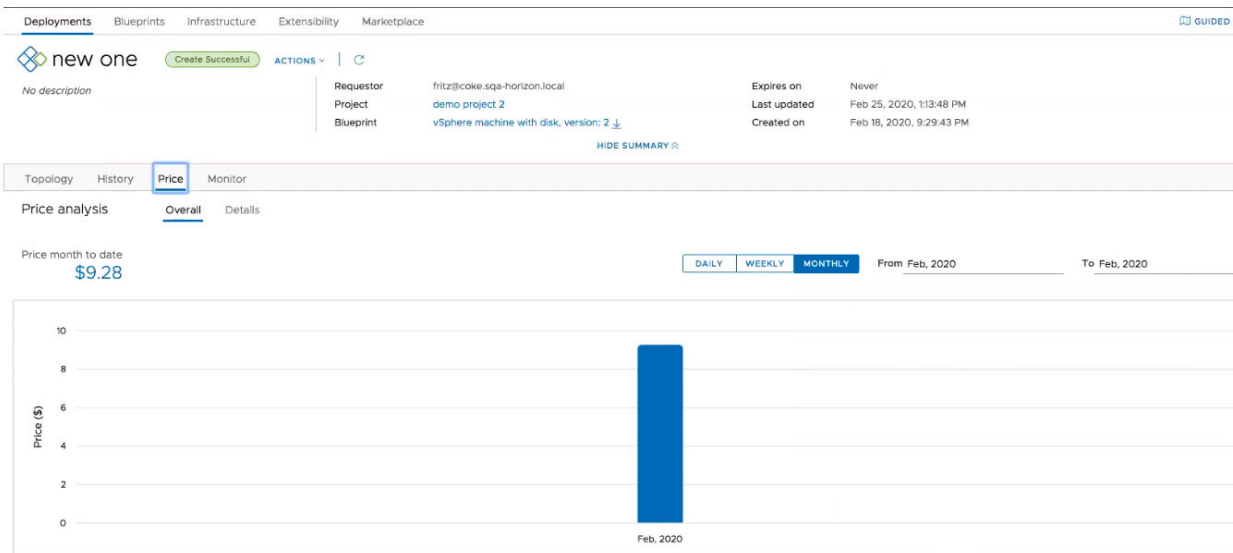 Deployments Blueprints Infrastructure Extensibility Marketplace GUIDED
new one Create Successful ACTIONS
No description
Requestor fritz@coke.sqa-horizon.local Expires on Never
Project demo project 2 Last updated Feb 25, 2020, 1:13:48 PM
Blueprint vSphere machine with disk, version: 2 Created on Feb 18, 2020, 9:29:43 PM
HIDE SUMMARY
Topology History Price Monitor
Price analysis Overall Details
Price month to date
$9.28
DAILY WEEKLY MONTHLY From Feb, 2020 To Feb, 2020
10
8
6
4
2
0
Price ($)
Feb, 2020